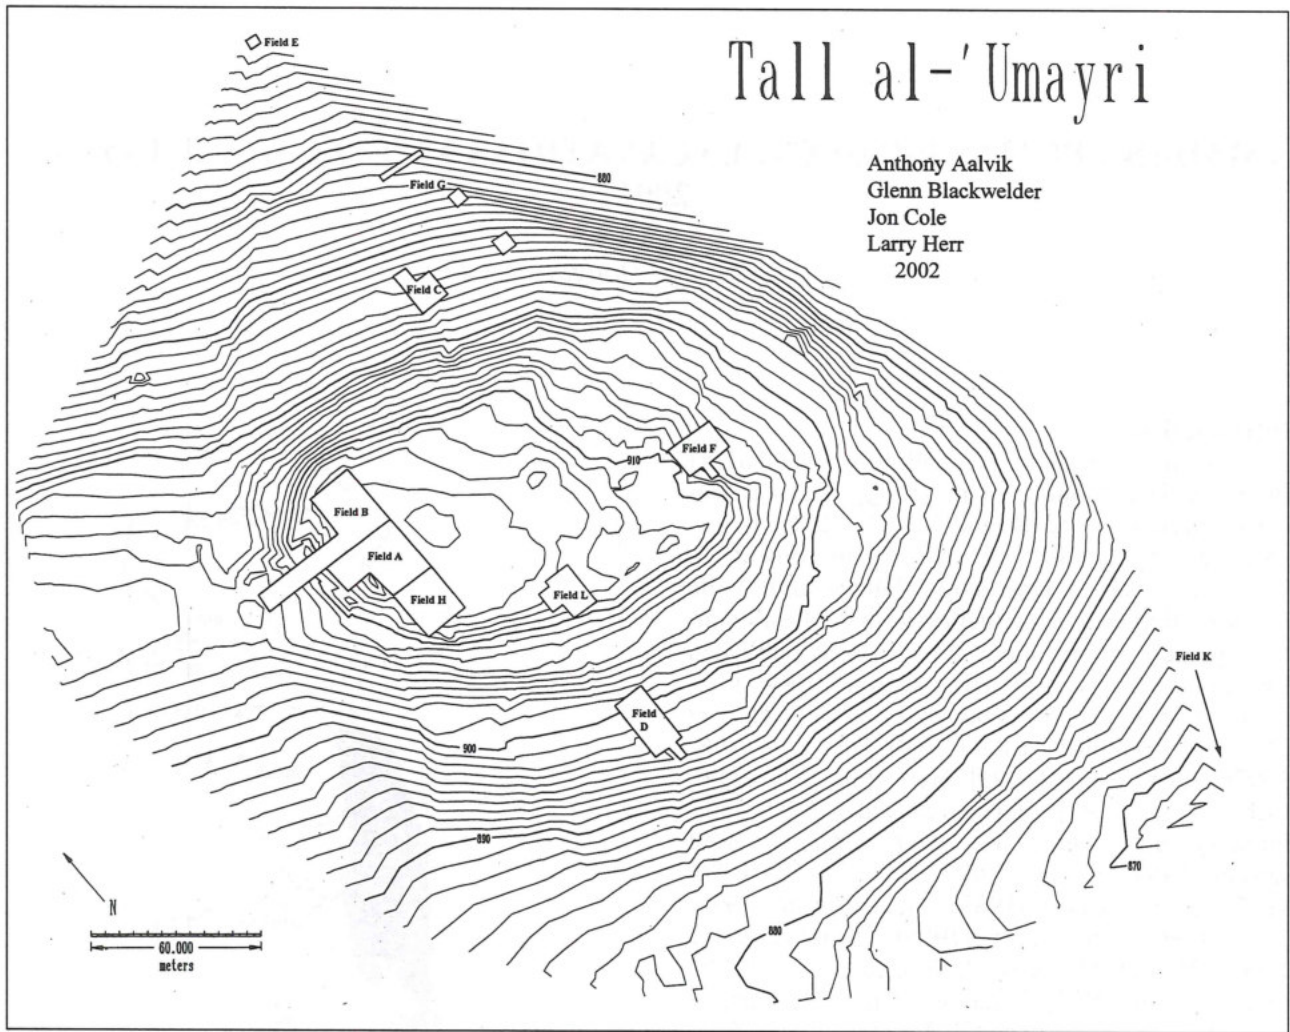 Tall al-'Umayri
Anthony Aalvik
Glenn Blackwelder
Jon Cole
Larry Herr
2002
Field E
880
Field G
Field C
Field F
910
Field B
Field A
Field H
Field L
Field K
Field
D
900
890
870
880
N
60.000
meters